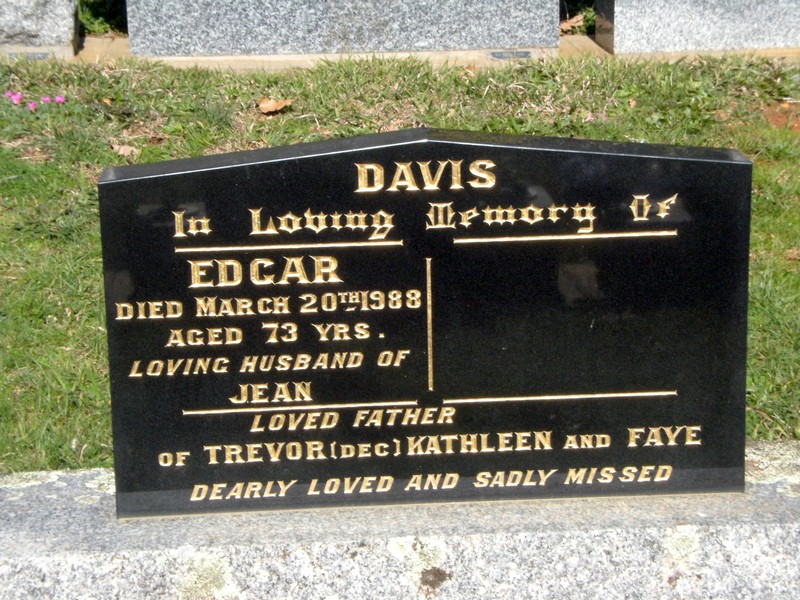 DAVIS
In Loving Memory Of
EDGAR
DIED MARCH 20TH 1988
AGED 73 YRS.
LOVING HUSBAND OF
JEAN
LOVED FATHER
OF TREVOR (DEC) KATHLEEN AND FAYE
DEARLY LOVED AND SADLY MISSED